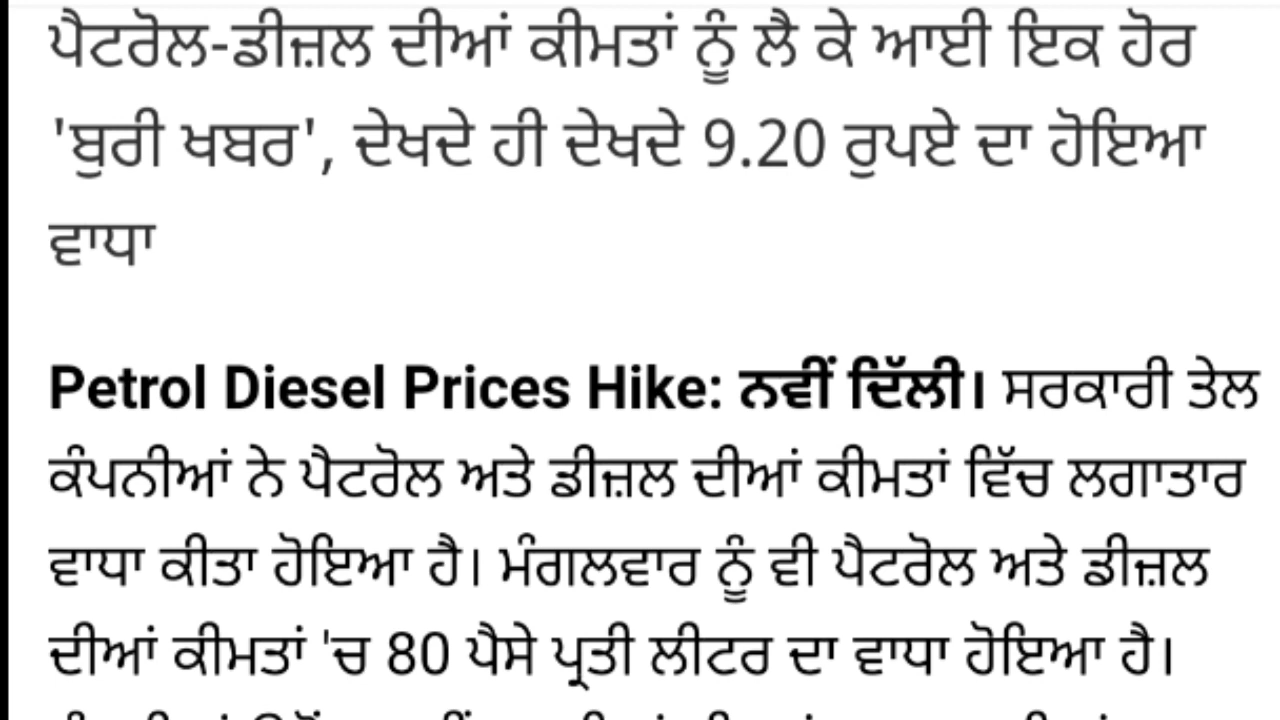 ਪੈਟਰੋਲ-ਡੀਜ਼ਲ ਦੀਆਂ ਕੀਮਤਾਂ ਨੂੰ ਲੈ ਕੇ ਆਈ ਇਕ ਹੋਰ
'ਬੁਰੀ ਖਬਰ', ਦੇਖਦੇ ਹੀ ਦੇਖਦੇ 9.20 ਰੁਪਏ ਦਾ ਹੋਇਆ
ਵਾਧਾ
Petrol Diesel Prices Hike: ਨਵੀਂ ਦਿੱਲੀ। ਸਰਕਾਰੀ ਤੇਲ
ਕੰਪਨੀਆਂ ਨੇ ਪੈਟਰੋਲ ਅਤੇ ਡੀਜ਼ਲ ਦੀਆਂ ਕੀਮਤਾਂ ਵਿੱਚ ਲਗਾਤਾਰ
ਵਾਧਾ ਕੀਤਾ ਹੋਇਆ ਹੈ। ਮੰਗਲਵਾਰ ਨੂੰ ਵੀ ਪੈਟਰੋਲ ਅਤੇ ਡੀਜ਼ਲ
ਦੀਆਂ ਕੀਮਤਾਂ 'ਚ 80 ਪੈਸੇ ਪ੍ਰਤੀ ਲੀਟਰ ਦਾ ਵਾਧਾ ਹੋਇਆ ਹੈ।